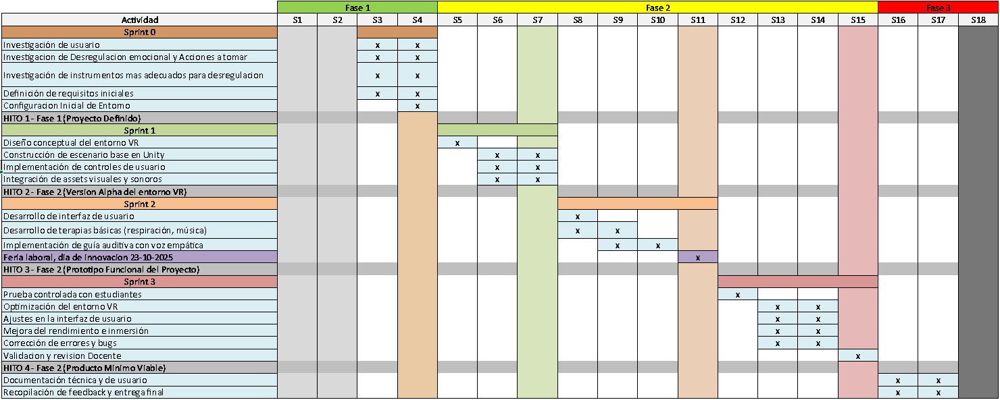 Fase 1 Fase 2 Fase 3
Actividad S1 S2 S3 S4 S5 S6 S7 S8 S9 S10 S11 S12 S13 S14 S15 S16 S17 S18
Sprint 0
Investigación de usuario x x
Investigacion de Desregulacion emocional y Acciones a tomar x x
Investigación de instrumentos mas adecuados para desregulacion x x
Definición de requisitos iniciales x x
Configuracion Inicial de Entorno x
HITO 1 - Fase 1 (Proyecto Definido)
Sprint 1
Diseño conceptual del entorno VR x
Construcción de escenario base en Unity x x
Implementación de controles de usuario x x
Integración de assets visuales y sonoros x x
HITO 2 - Fase 2 (Version Alpha del entorno VR)
Sprint 2
Desarrollo de interfaz de usuario x
Desarrollo de terapias básicas (respiración, música) x x
Implementación de guía auditiva con voz empática x x
Feria laboral, dia de innovacion 23-10-2025 x
HITO 3 - Fase 2 (Prototipo Funcional del Proyecto)
Sprint 3
Prueba controlada con estudiantes x
Optimización del entorno VR x x
Ajustes en la interfaz de usuario x x
Mejora del rendimiento e inmersión x x
Corrección de errores y bugs x x
Validacion y revision Docente x
HITO 4 - Fase 2 (Producto Minimo Viable)
Documentación técnica y de usuario x x
Recopilación de feedback y entrega final x x